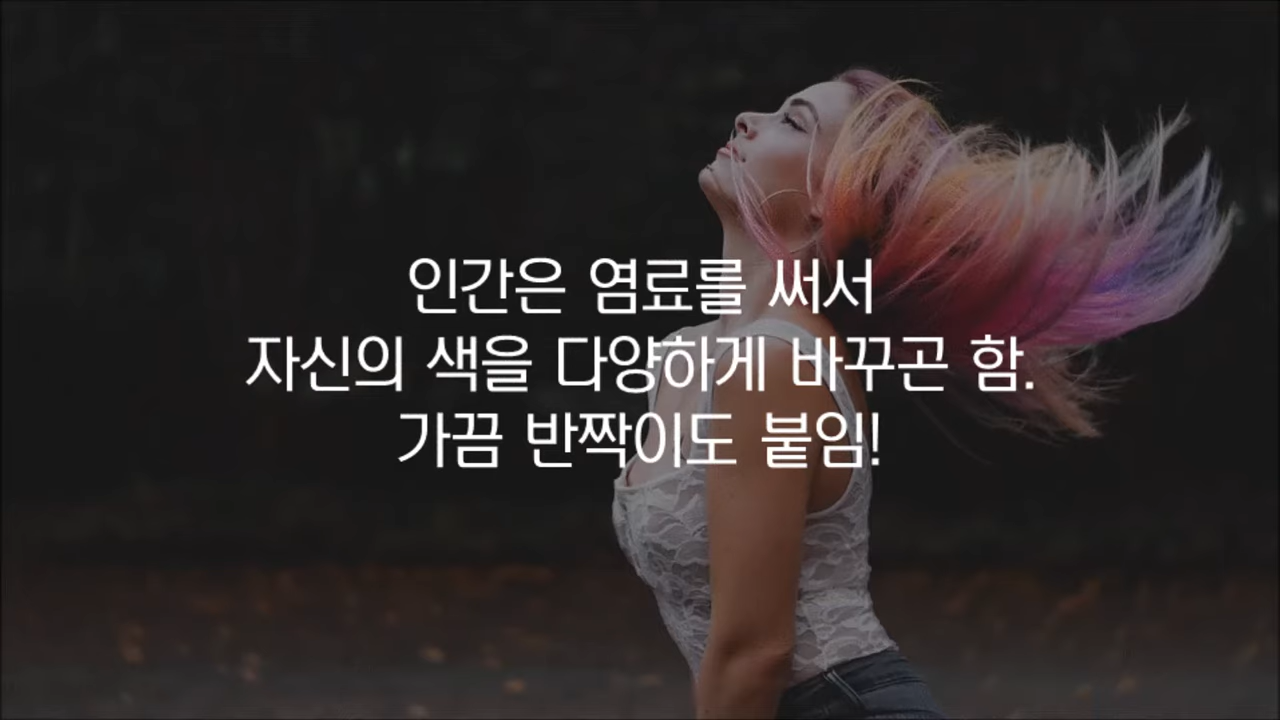 인간은 염료를 써서
자신의 색을 다양하게 바꾸곤 함.
가끔 반짝이도 붙임!